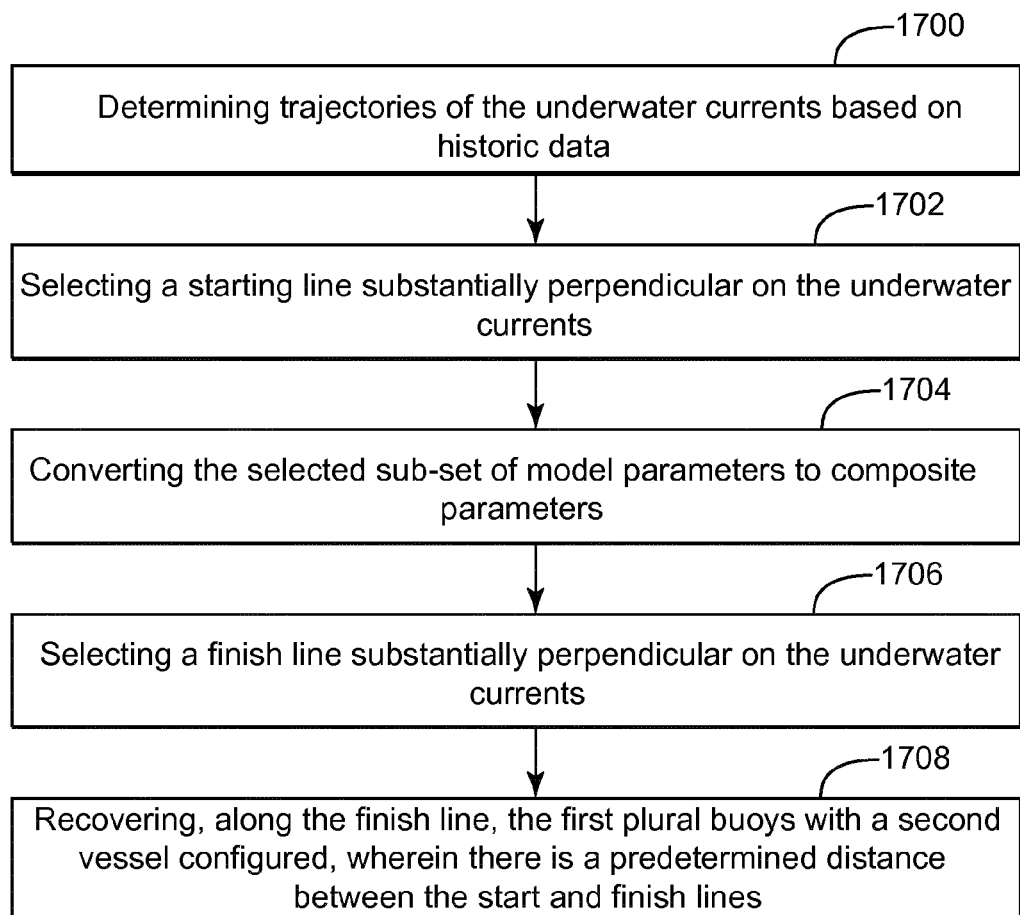 1700
Determining trajectories of the underwater currents based on
historic data
1702
Selecting a starting line substantially perpendicular on the underwater
currents
1704
Converting the selected sub-set of model parameters to composite
parameters
1706
Selecting a finish line substantially perpendicular on the underwater
currents
1708
Recovering, along the finish line, the first plural buoys with a second
vessel configured, wherein there is a predetermined distance
between the start and finish lines